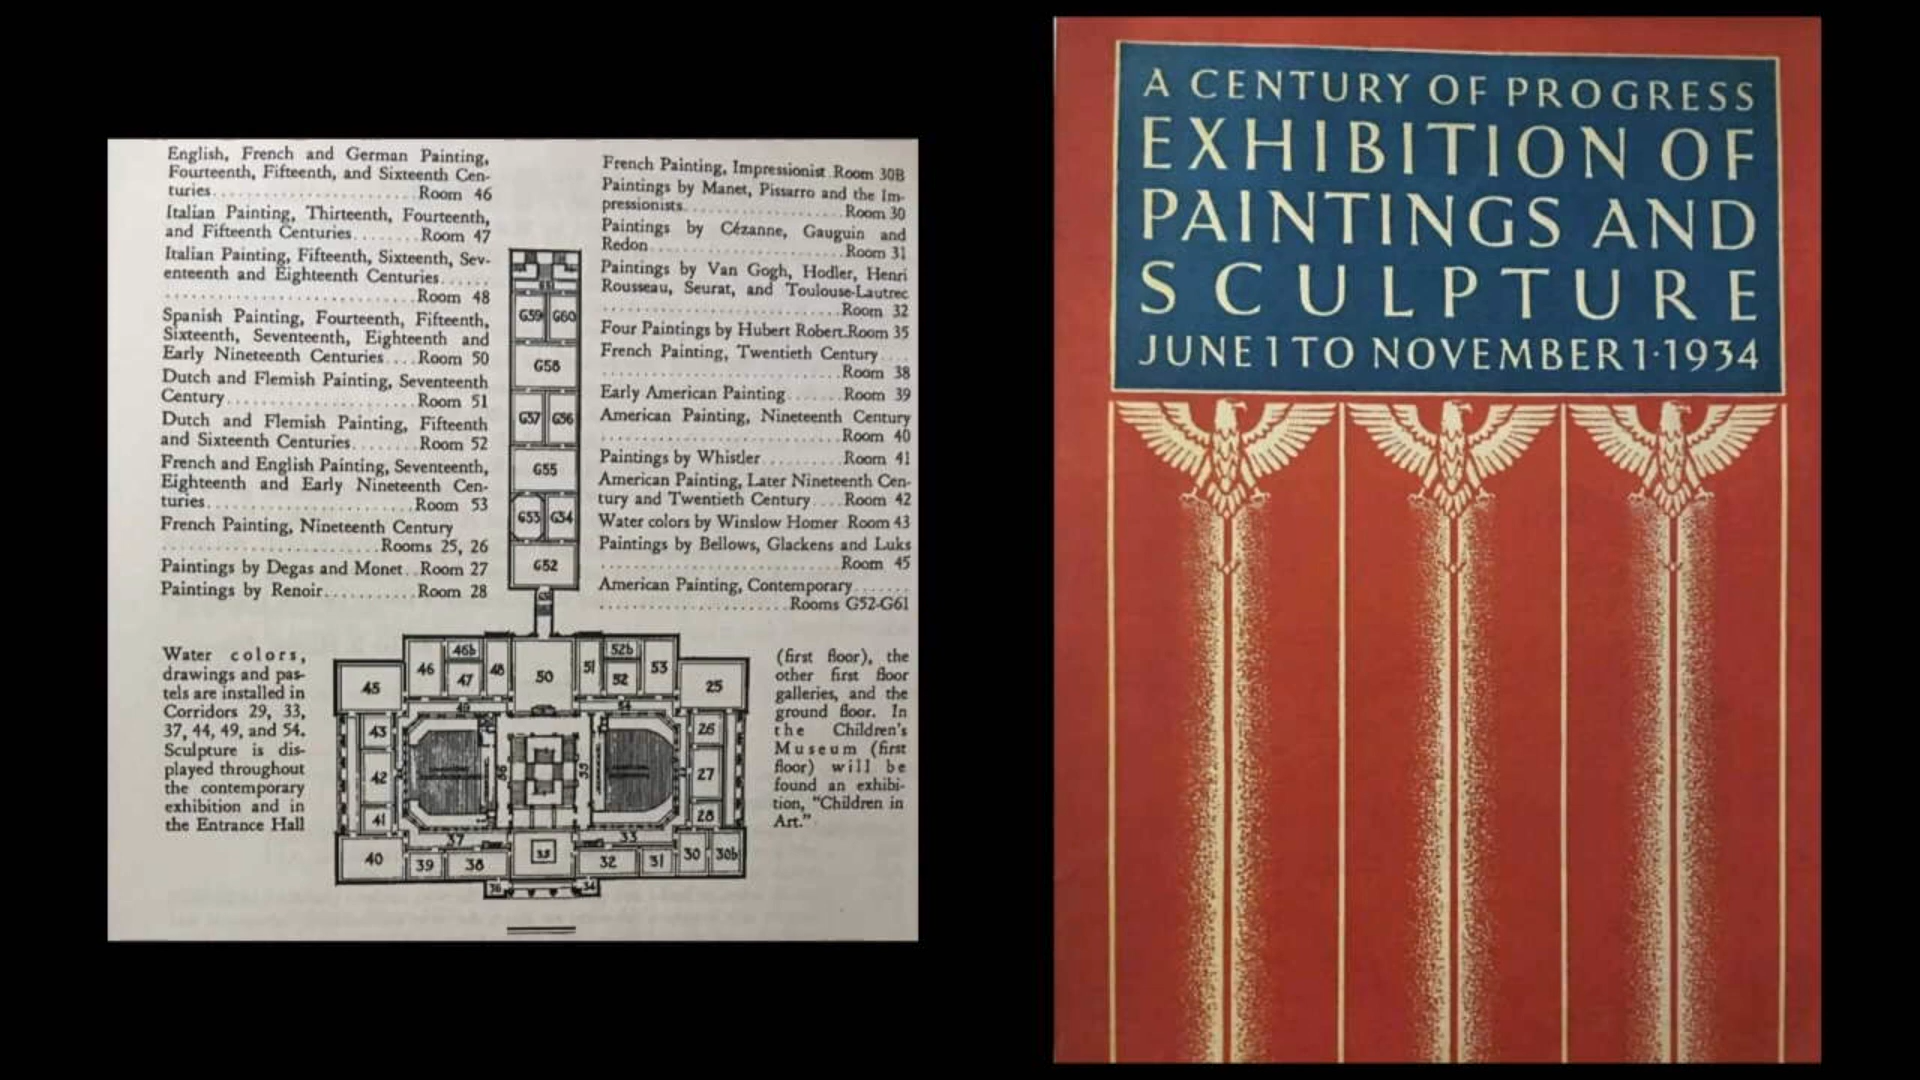 English, French and German Painting,
Fourteenth, Fifteenth, and Sixteenth Cen-
turies.....................Room 46
Italian Painting, Thirteenth, Fourteenth,
and Fifteenth Centuries........Room 47
Italian Painting, Fifteenth, Sixteenth, Sev-
enteenth and Eighteenth Centuries......
..........................Room 48
Spanish Painting, Fourteenth, Fifteenth,
Sixteenth, Seventeenth, Eighteenth and
Early Nineteenth Centuries....Room 50
Dutch and Flemish Painting, Seventeenth
Century....................Room 51
Dutch and Flemish Painting, Fifteenth
and Sixteenth Centuries........Room 52
French and English Painting, Seventeenth,
Eighteenth and Early Nineteenth Cen-
turies.....................Room 53
French Painting, Nineteenth Century
......................Rooms 25, 26
Paintings by Degas and Monet..Room 27
Paintings by Renoir..........Room 28
French Painting, Impressionist.Room 30B
Paintings by Manet, Pissarro and the Im-
pressionists.................Room 30
Paintings by Cézanne, Gauguin and
Redon....................Room 31
Paintings by Van Gogh, Hodler, Henri
Rousseau, Seurat, and Toulouse-Lautrec
.........................Room 32
Four Paintings by Hubert Robert.Room 35
French Painting, Twentieth Century....
.........................Room 38
Early American Painting......Room 39
American Painting, Nineteenth Century
.........................Room 40
Paintings by Whistler.........Room 41
American Painting, Later Nineteenth Cen-
tury and Twentieth Century....Room 42
Water colors by Winslow Homer.Room 43
Paintings by Bellows, Glackens and Luks
.........................Room 45
American Painting, Contemporary.......
....................Rooms G52-G61
G61
G59 G60
G58
G57 G56
G55
G53 G54
G52
Water colors,
drawings and pas-
tels are installed in
Corridors 29, 33,
37, 44, 49, and 54.
Sculpture is dis-
played throughout
the contemporary
exhibition and in
the Entrance Hall
46 46b 47 48 50 51 52b 52 53
45 25
49 54
43 26
42 56 55 27
41 28
37 33
40 39 38 35 32 31 30 30b
36 34
(first floor), the
other first floor
galleries, and the
ground floor. In
the Children's
Museum (first
floor) will be
found an exhibi-
tion, "Children in
Art."
A CENTURY OF PROGRESS
EXHIBITION OF
PAINTINGS AND
SCULPTURE
JUNE 1 TO NOVEMBER 1·1934